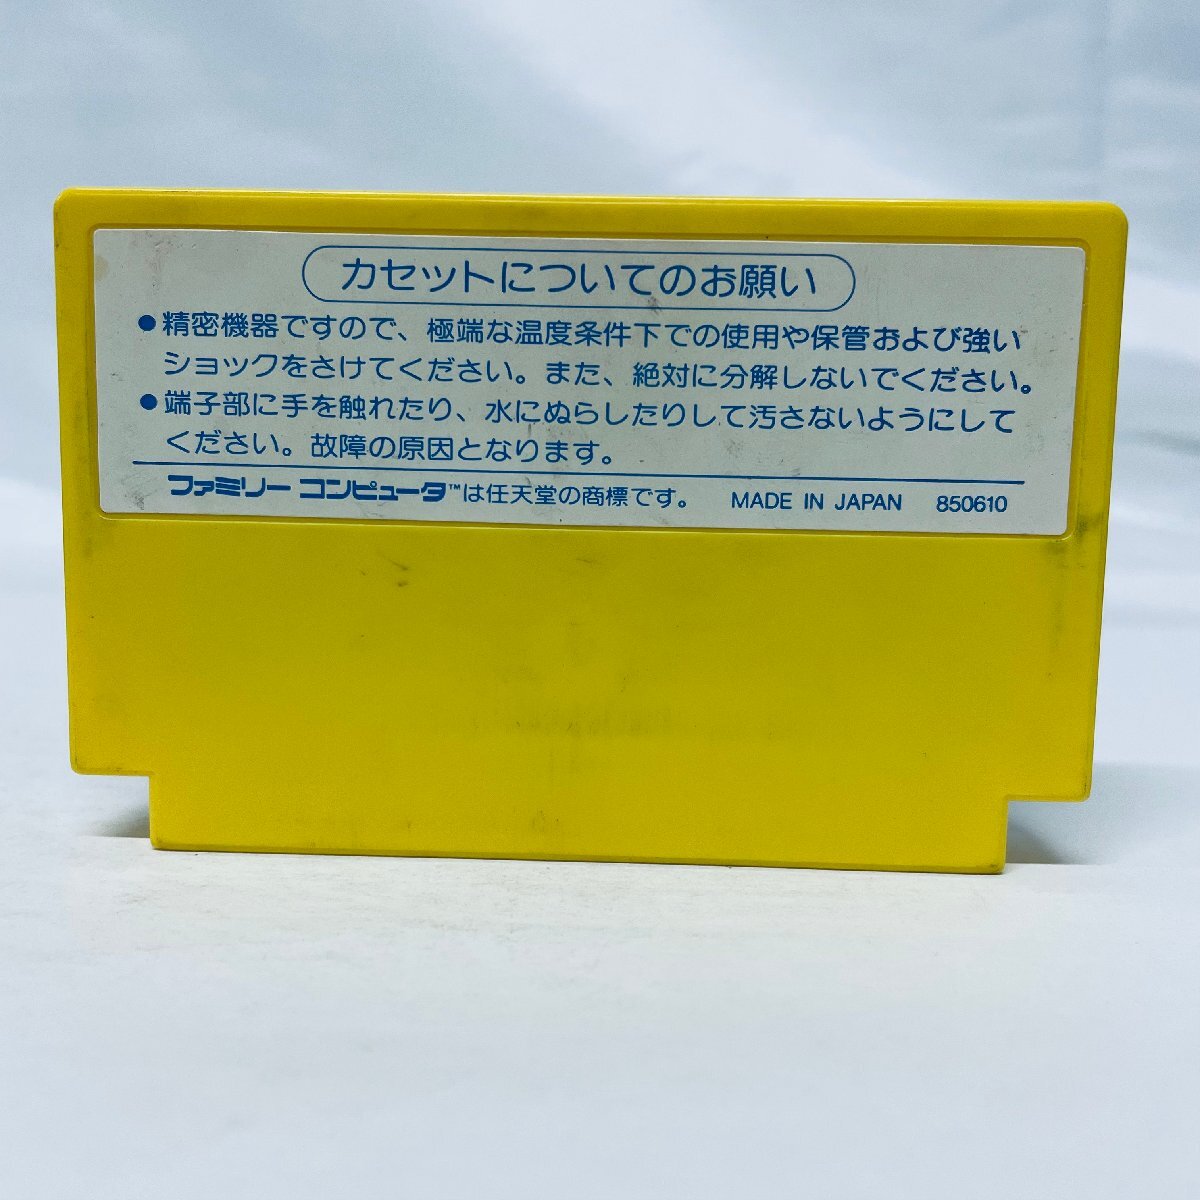 カセットについてのお願い
●精密機器ですので、極端な温度条件下での使用や保管および強い
ショックをさけてください。また、絶対に分解しないでください。
●端子部に手を触れたり、水にぬらしたりして汚さないようにして
ください。故障の原因となります。
ファミリーコンピュータ™は任天堂の商標です。 MADE IN JAPAN 850610